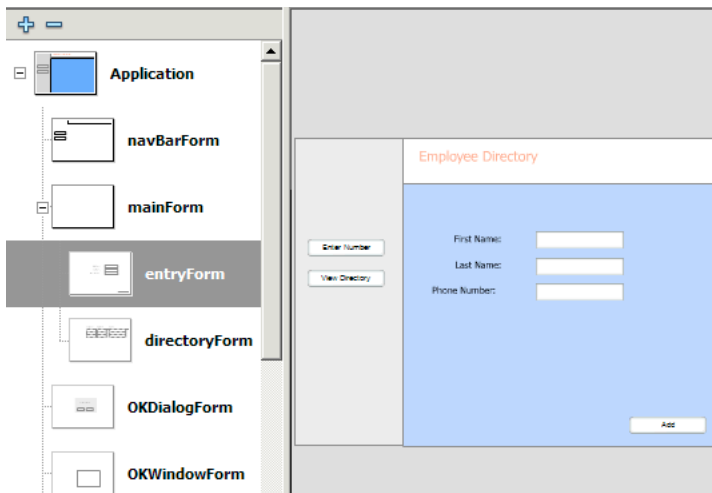 Application
navBarForm
mainForm
entryForm
directoryForm
OKDialogForm
OKWindowForm
Employee Directory
Enter Number
View Directory
First Name:
Last Name:
Phone Number:
Add